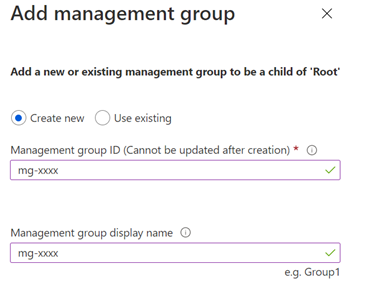 Add management group
Add a new or existing management group to be a child of 'Root'
Create new Use existing
Management group ID (Cannot be updated after creation) *
mg-xxxx
Management group display name
mg-xxxx
e.g. Group1